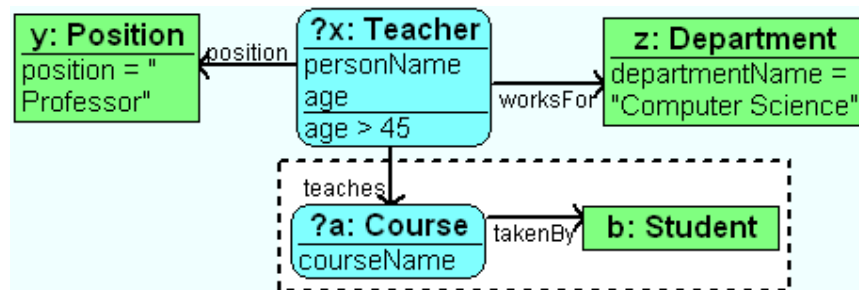 y: Position
position = "
Professor"
position
?x: Teacher
personName
age
age > 45
worksFor
z: Department
departmentName =
"Computer Science"
teaches
?a: Course
courseName
takenBy
b: Student